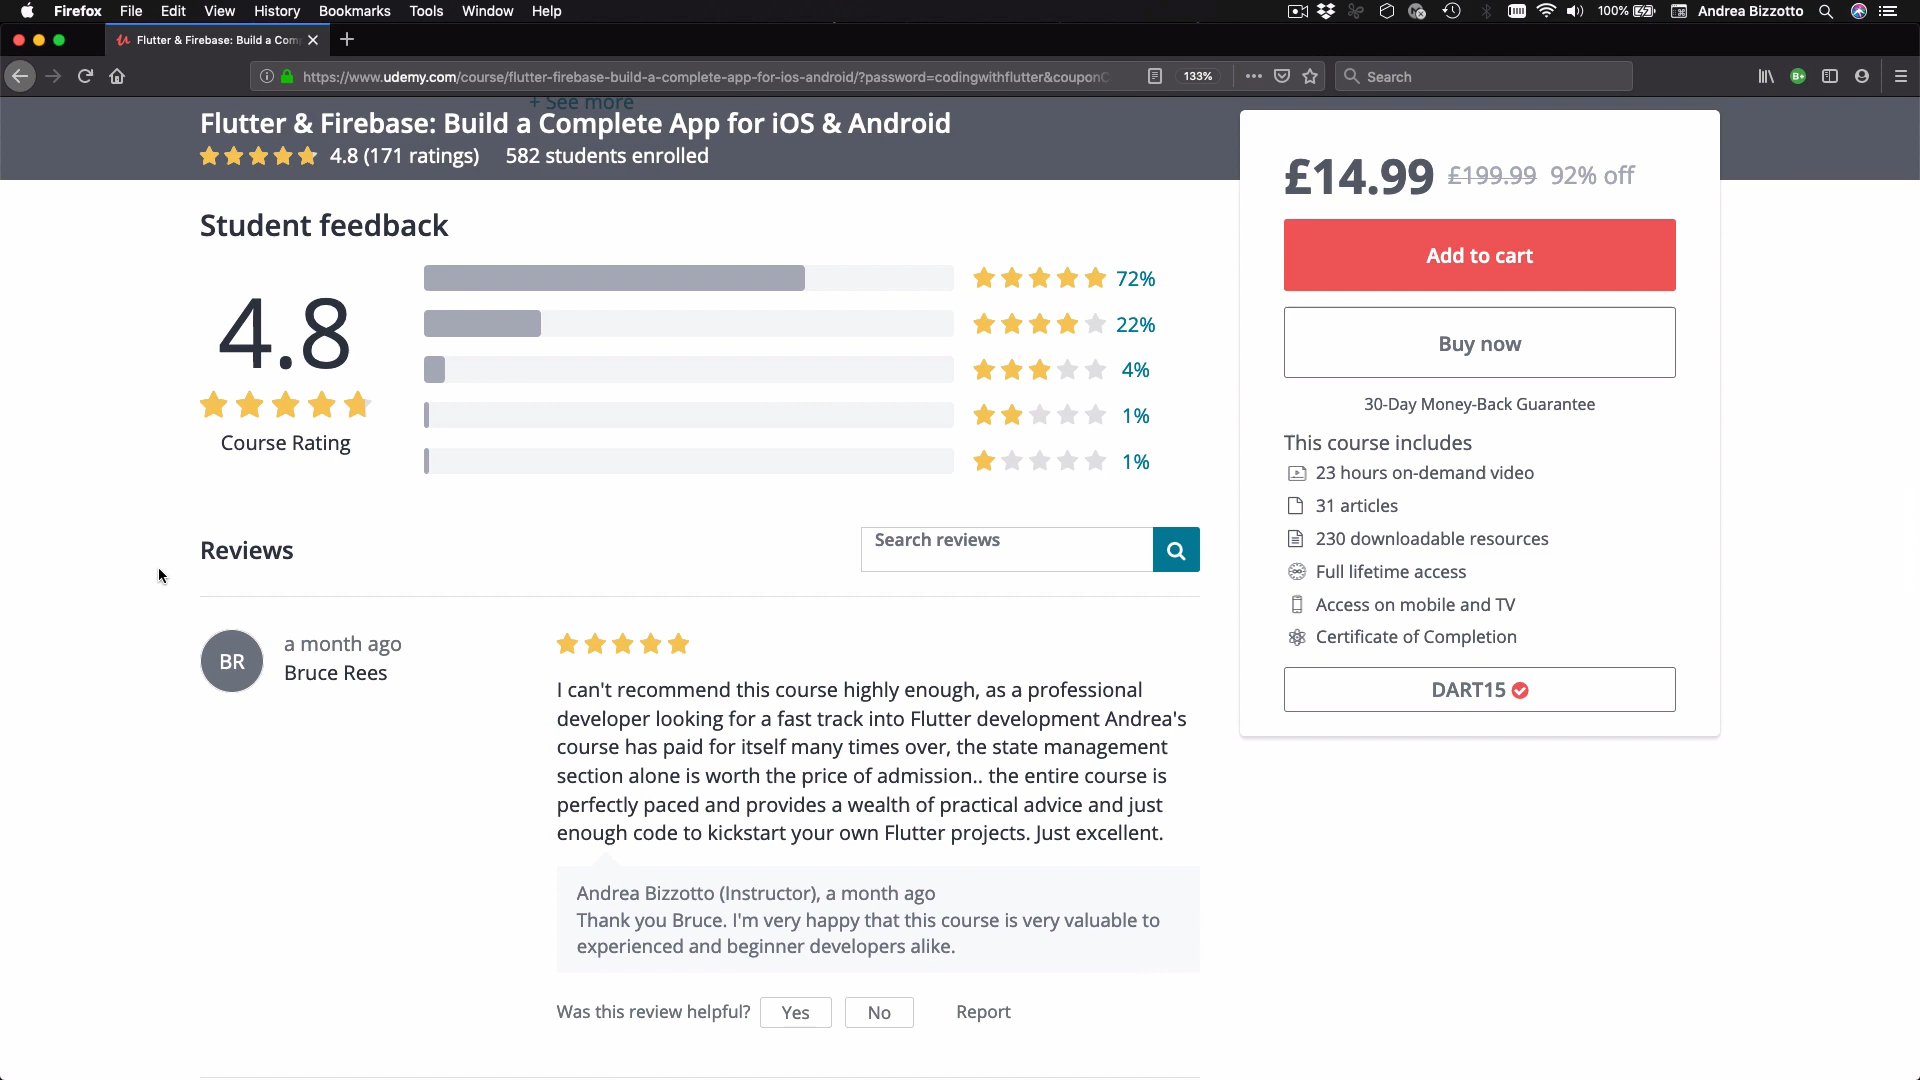 Firefox File Edit View History Bookmarks Tools Window Help 100% Andrea Bizzotto
Flutter & Firebase: Build a Com
https://www.udemy.com/course/flutter-firebase-build-a-complete-app-for-ios-android/?password=codingwithflutter&coupon 133% Search
+ See more
Flutter & Firebase: Build a Complete App for iOS & Android
4.8 (171 ratings) 582 students enrolled
£14.99 £199.99 92% off
Add to cart
Buy now
30-Day Money-Back Guarantee
This course includes
23 hours on-demand video
31 articles
230 downloadable resources
Full lifetime access
Access on mobile and TV
Certificate of Completion
DART15
Student feedback
4.8
Course Rating
72%
22%
4%
1%
1%
Reviews
Search reviews
BR
a month ago
Bruce Rees
I can't recommend this course highly enough, as a professional
developer looking for a fast track into Flutter development Andrea's
course has paid for itself many times over, the state management
section alone is worth the price of admission.. the entire course is
perfectly paced and provides a wealth of practical advice and just
enough code to kickstart your own Flutter projects. Just excellent.
Andrea Bizzotto (Instructor), a month ago
Thank you Bruce. I'm very happy that this course is very valuable to
experienced and beginner developers alike.
Was this review helpful? Yes No Report